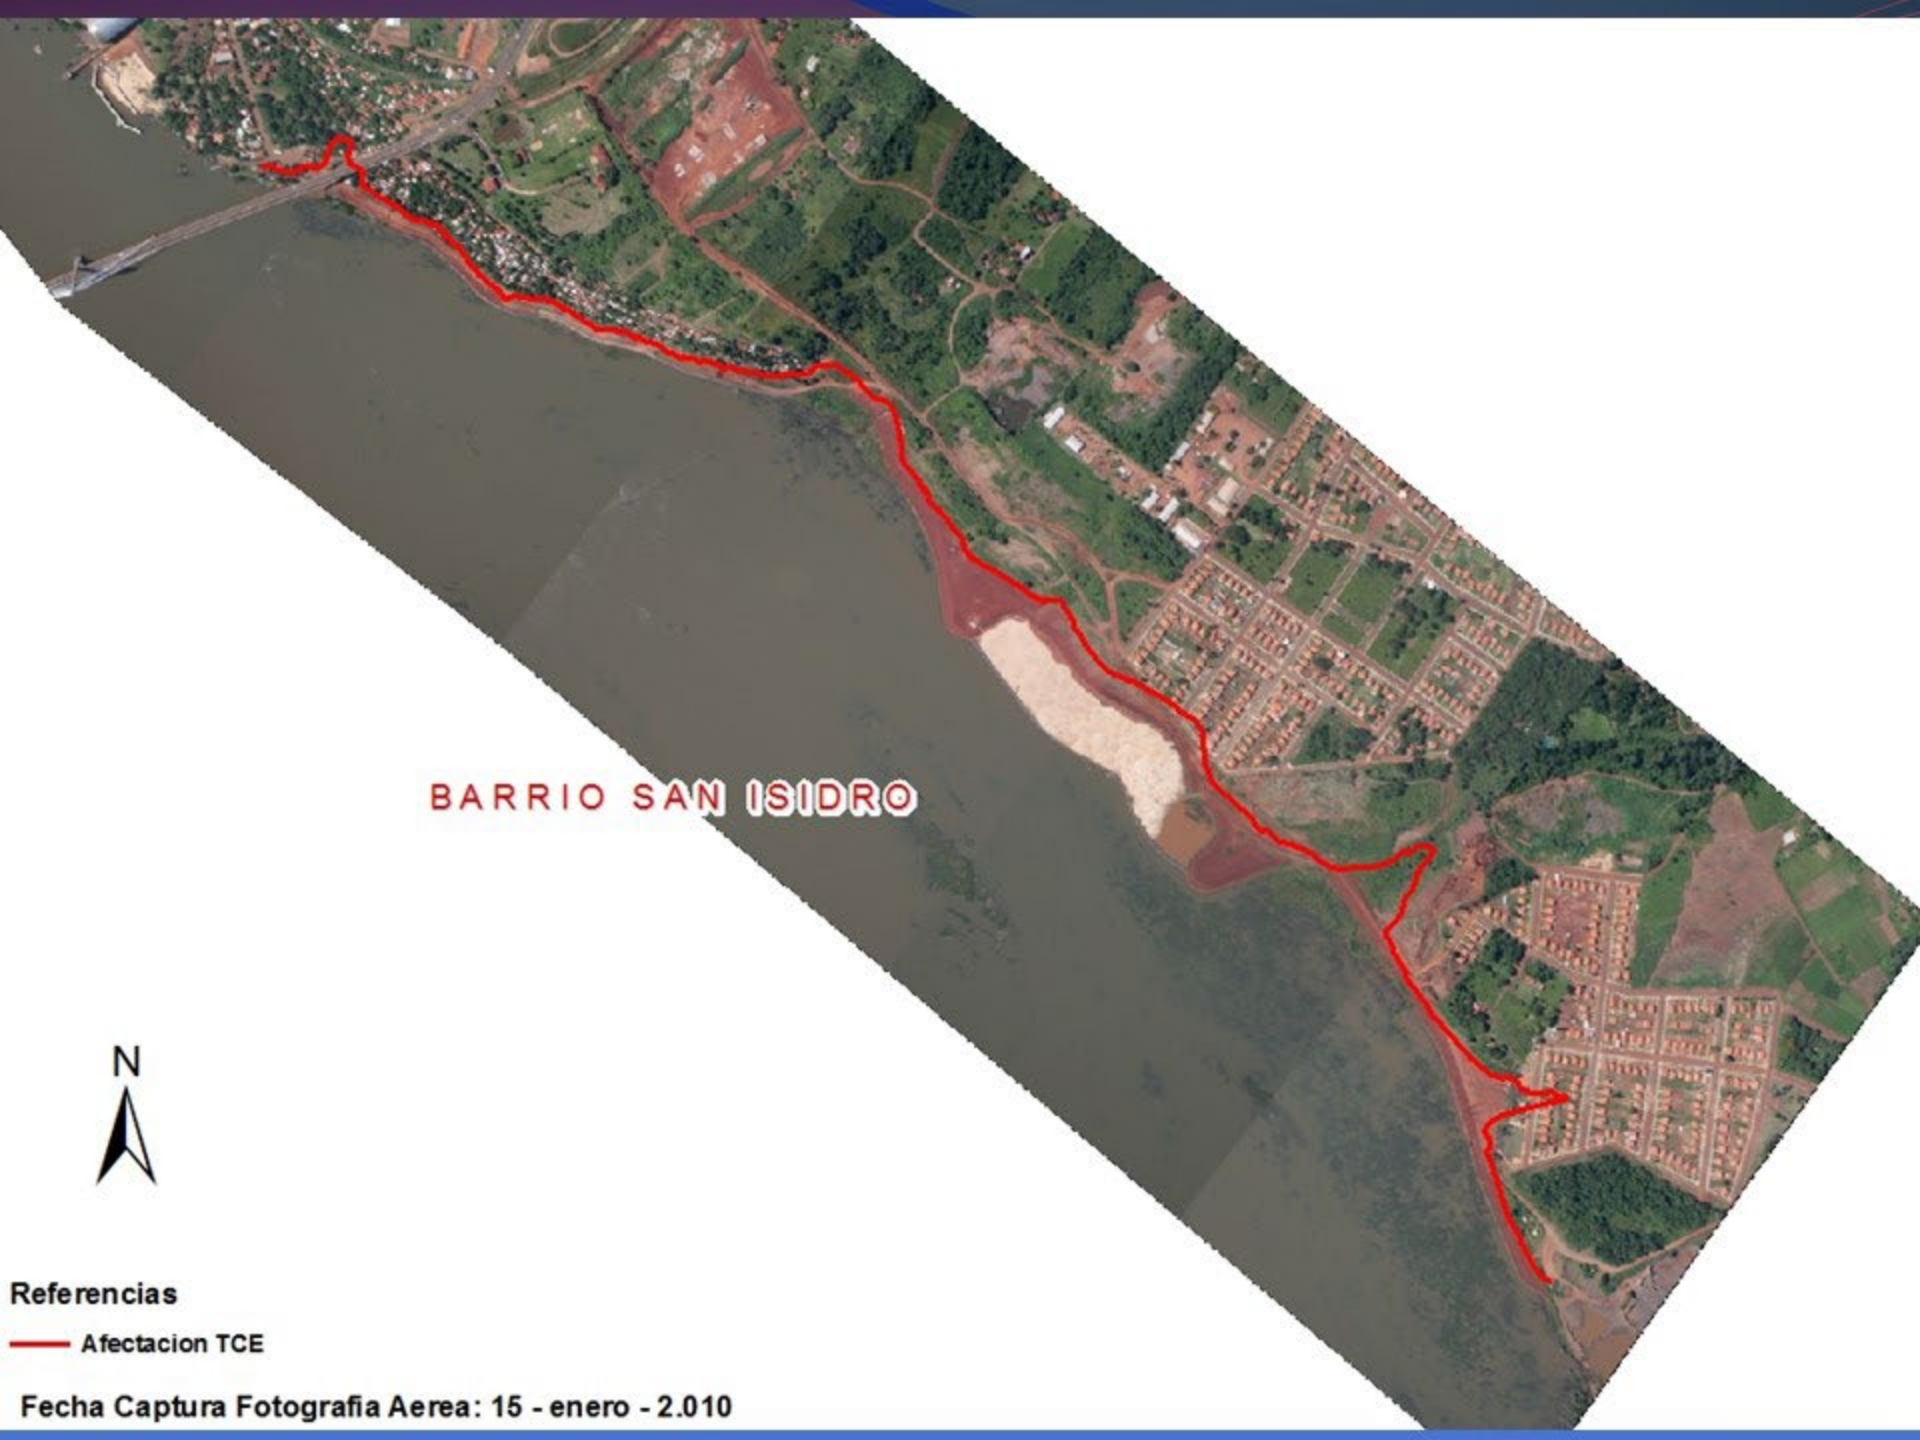 BARRIO SAN ISIDRO
N
Referencias
Afectacion TCE
Fecha Captura Fotografia Aerea: 15 - enero - 2.010